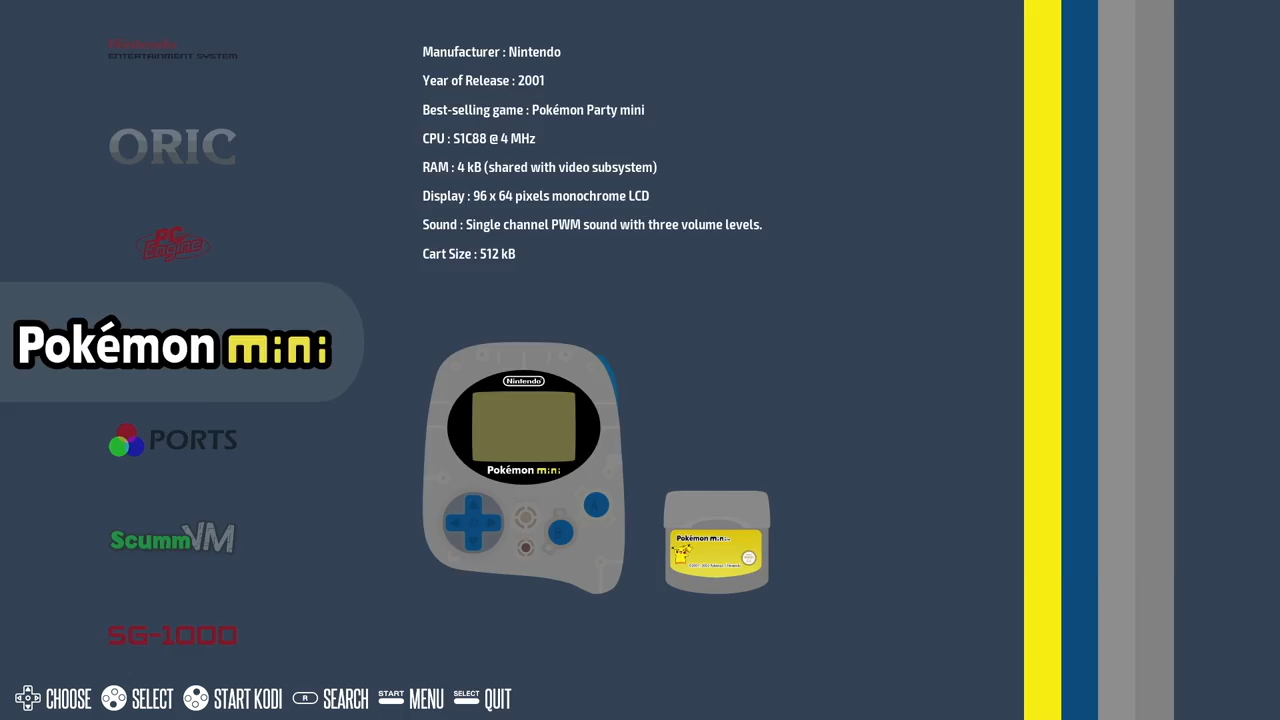 Nintendo
ENTERTAINMENT SYSTEM
ORIC
PC Engine
Pokémon mini
PORTS
ScummVM
SG-1000
Manufacturer : Nintendo
Year of Release : 2001
Best-selling game : Pokémon Party mini
CPU : S1C88 @ 4 MHz
RAM : 4 kB (shared with video subsystem)
Display : 96 x 64 pixels monochrome LCD
Sound : Single channel PWM sound with three volume levels.
Cart Size : 512 kB
Nintendo
Pokémon mini
Pokémon mini
CHOOSE SELECT R START KODI SEARCH START MENU SELECT QUIT